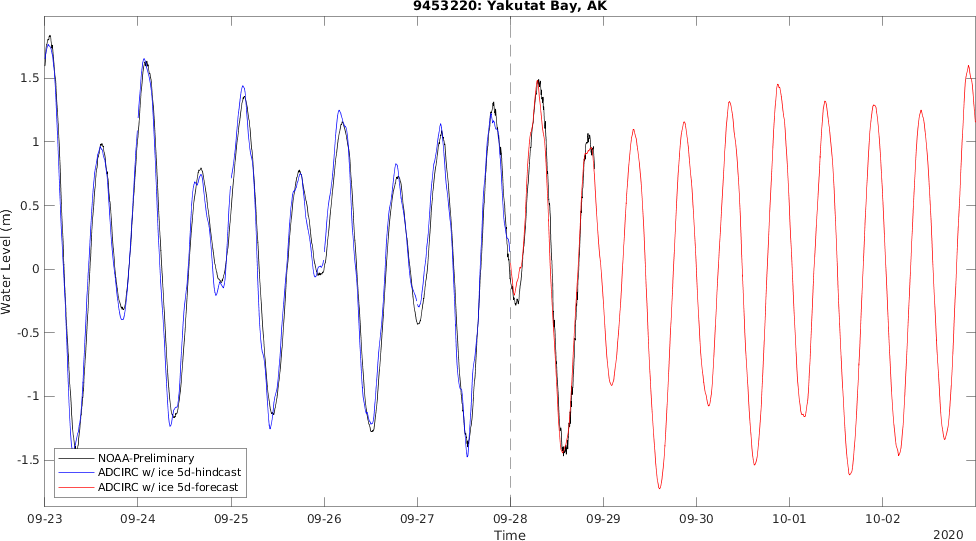 9453220: Yakutat Bay, AK
Water Level (m)
1.5
1
0.5
0
-0.5
-1
-1.5
NOAA-Preliminary
ADCIRC w/ ice 5d-hindcast
ADCIRC w/ ice 5d-forecast
09-23 09-24 09-25 09-26 09-27 09-28 09-29 09-30 10-01 10-02
Time
2020